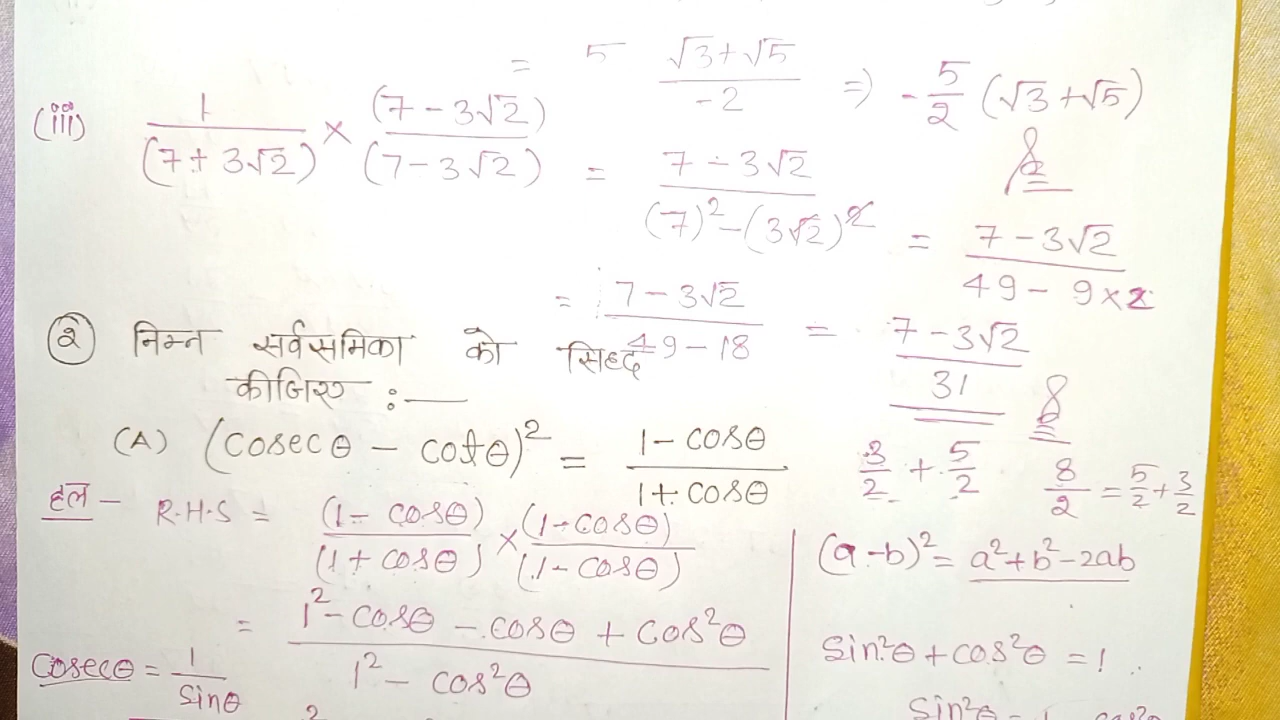 = 5 (√3+√5)/-2 => -5/2 (√3+√5)
(iii) 1/(7+3√2) × (7-3√2)/(7-3√2) = (7-3√2)/((7)²-(3√2)²) = (7-3√2)/(49-9×2)
= (7-3√2)/(49-18) = (7-3√2)/31
२ निम्न सर्वसमिका को सिद्ध
कीजिए :—
(A) (cosecθ - cotθ)² = (1-cosθ)/(1+cosθ)
3/2 + 5/2 8/2 = 5/2 + 3/2
हल - R.H.S = (1-cosθ)/(1+cosθ) × (1-cosθ)/(1-cosθ)
(a-b)² = a²+b²-2ab
= (1²-cosθ-cosθ+cos²θ)/(1²-cos²θ)
sin²θ+cos²θ = 1
cosecθ = 1/sinθ